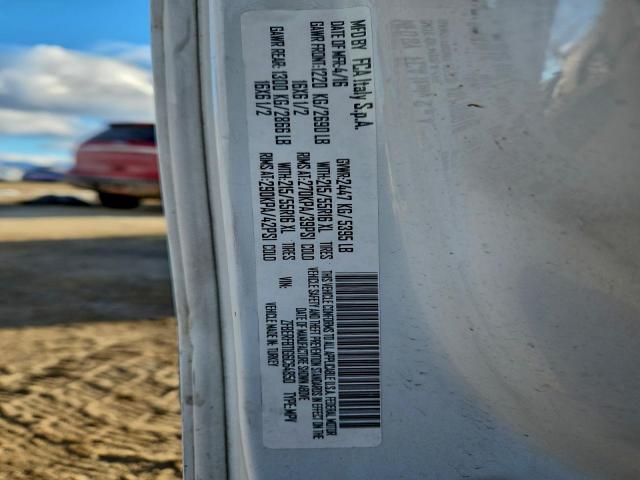 MFD BY FCA Italy S.p.A.
DATE OF MFR:4/16 GVWR:2447 KG/ 5395 LB
GAWR FRONT:1220 KG/2690 LB WITH:215/55R16 XL TIRES
16X6 1/2 RIMS AT:270KPA/39PSI COLD
GAWR REAR: 1300 KG/2866 LB WITH:215/55R16 XL TIRES
16X6 1/2 RIMS AT:290KPA/42PSI COLD
THIS VEHICLE CONFORMS TO ALL APPLICABLE U.S.A. FEDERAL MOTOR
VEHICLE SAFETY AND THEFT PREVENTION STANDARDS IN EFFECT ON THE
DATE OF MANUFACTURE SHOWN ABOVE
VIN: TYPE:MPV
VEHICLE MADE IN: TURKEY